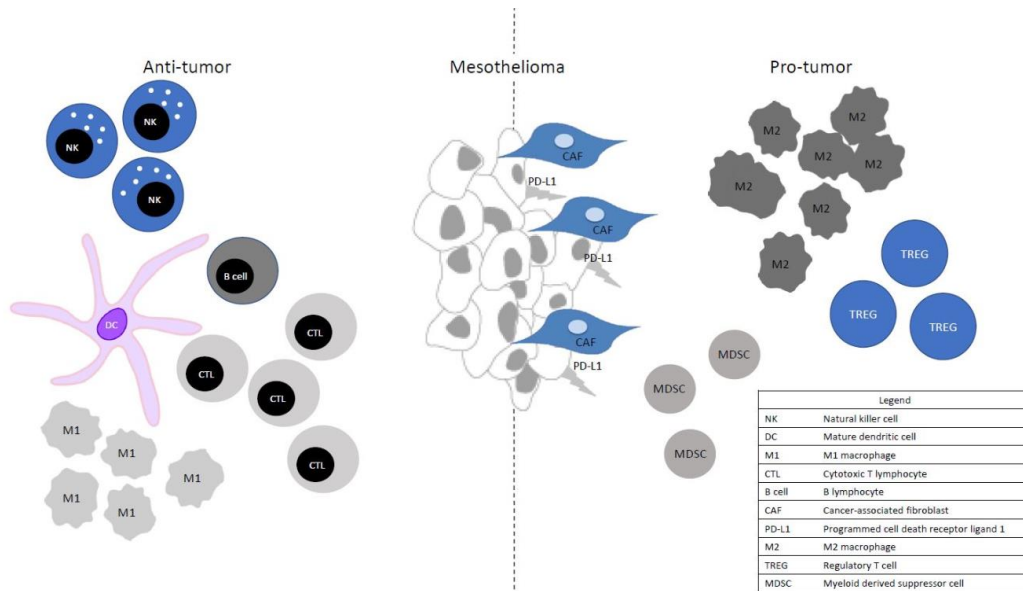 Anti-tumor
Mesothelioma
Pro-tumor
NK
NK
NK
B cell
DC
CTL
CTL
CTL
CTL
M1
M1
M1
M1
M1
CAF
PD-L1
CAF
PD-L1
CAF
PD-L1
M2
M2
M2
M2
M2
M2
M2
TREG
TREG
TREG
MDSC
MDSC
MDSC
Legend
NK Natural killer cell
DC Mature dendritic cell
M1 M1 macrophage
CTL Cytotoxic T lymphocyte
B cell B lymphocyte
CAF Cancer-associated fibroblast
PD-L1 Programmed cell death receptor ligand 1
M2 M2 macrophage
TREG Regulatory T cell
MDSC Myeloid derived suppressor cell